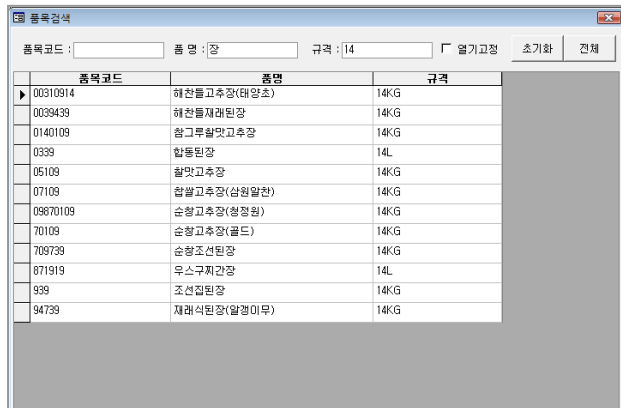 품목검색
품목코드 : 품 명 : 장 규격 : 14 열기고정 초기화 전체
품목코드 품명 규격
00310914 해찬들고추장(태양초) 14KG
0039439 해찬들재래된장 14KG
0140109 참그루찰맛고추장 14KG
0339 합동된장 14L
05109 찰맛고추장 14KG
07109 찹쌀고추장(삼원알찬) 14KG
09870109 순창고추장(청정원) 14KG
70109 순창고추장(골드) 14KG
709739 순창조선된장 14KG
871919 우스구찌간장 14L
939 조선집된장 14KG
94739 재래식된장(알갱이무) 14KG